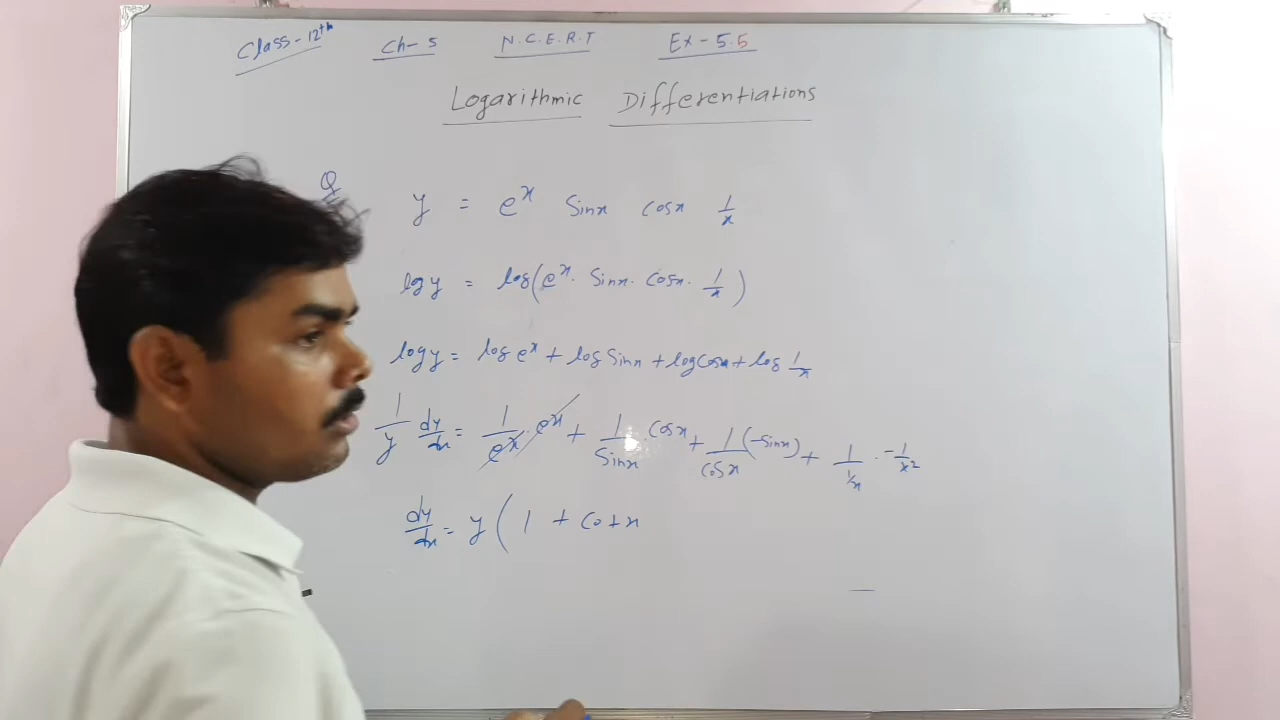 Class-12th Ch-5 N.C.E.R.T Ex-5.5
Logarithmic Differentiations
Q
y = e^x Sinx Cosx 1/x
log y = log(e^x. Sinx. Cosx. 1/x)
log y = log e^x + log Sinx + log Cosx + log 1/x
1/y dy/dx = 1/e^x . e^x + 1/Sinx . Cosx + 1/Cosx (-Sinx) + 1/(1/x) . -1/x²
dy/dx = y ( 1 + Cotx